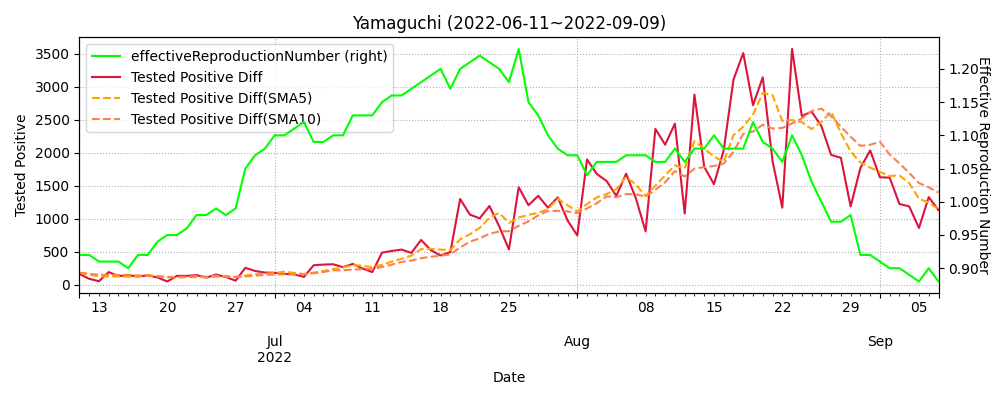 Yamaguchi (2022-06-11~2022-09-09)
effectiveReproductionNumber (right)
Tested Positive Diff
Tested Positive Diff(SMA5)
Tested Positive Diff(SMA10)
Tested Positive
3500
3000
2500
2000
1500
1000
500
0
Effective Reproduction Number
1.20
1.15
1.10
1.05
1.00
0.95
0.90
13 20 27 04 11 18 25 08 15 22 29 05
Jul Aug Sep
2022
Date